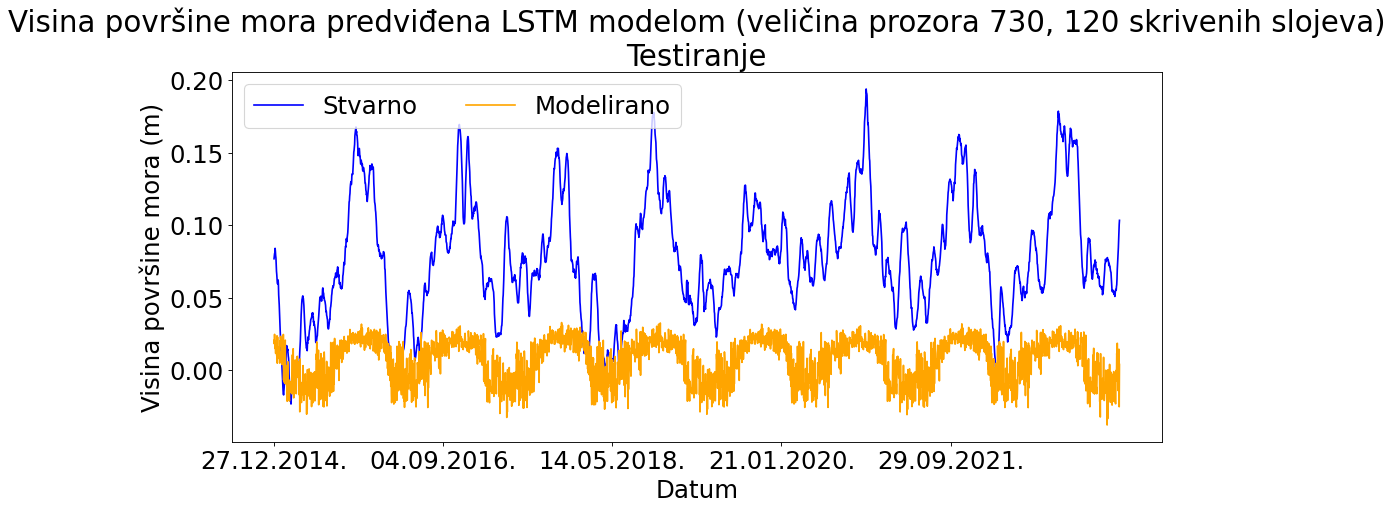 Visina površine mora predviđena LSTM modelom (veličina prozora 730, 120 skrivenih slojeva)
Testiranje
Stvarno
Modelirano
Visina površine mora (m)
0.20
0.15
0.10
0.05
0.00
27.12.2014.
04.09.2016.
14.05.2018.
21.01.2020.
29.09.2021.
Datum